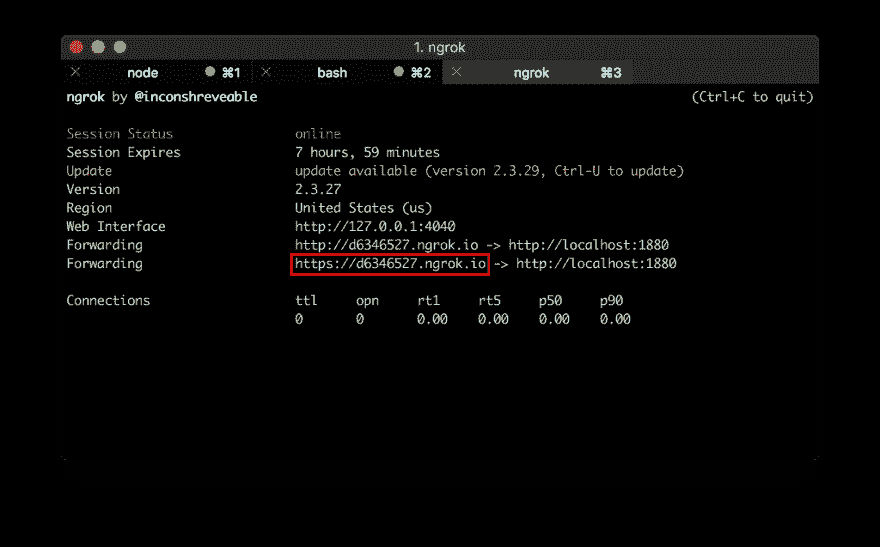 1. ngrok
node ⌘1 bash ⌘2 ngrok ⌘3
ngrok by @inconshreveable (Ctrl+C to quit)
Session Status online
Session Expires 7 hours, 59 minutes
Update update available (version 2.3.29, Ctrl-U to update)
Version 2.3.27
Region United States (us)
Web Interface http://127.0.0.1:4040
Forwarding http://d6346527.ngrok.io -> http://localhost:1880
Forwarding https://d6346527.ngrok.io -> http://localhost:1880
Connections ttl opn rt1 rt5 p50 p90
0 0 0.00 0.00 0.00 0.00